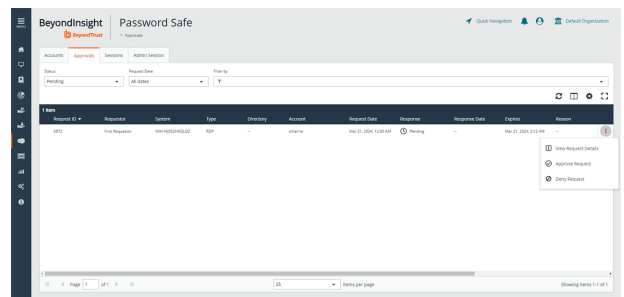 MENU
BeyondInsight
BeyondTrust
Password Safe
> Approvals
Quick Navigation
Default Organization
Accounts Approvals Sessions Admin Session
Status Request Date Filter by
Pending All dates
1 item
Request ID Requestor System Type Directory Account Request Date Response Response Date Expires Reason
First Requestor RDP – Mar 21, 2024, 12:00 AM Pending – Mar 21, 2024, 2:12 AM –
View Request Details
Approve Request
Deny Request
Page 1 of 1
25 items per page
Showing items 1-1 of 1